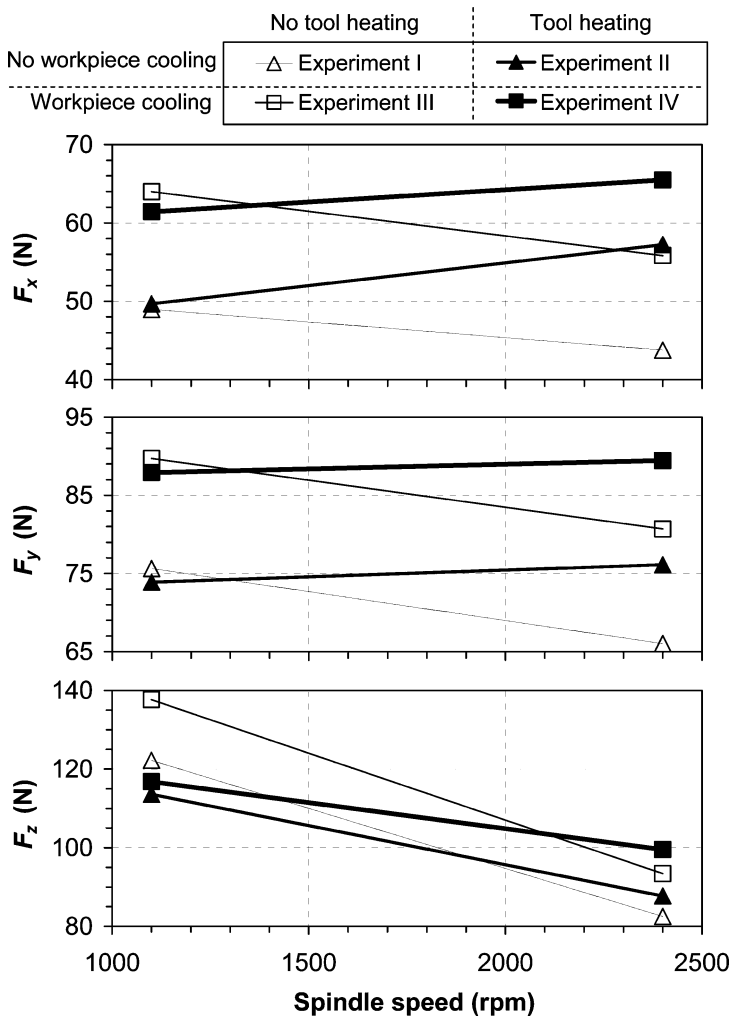 No tool heating Tool heating
No workpiece cooling Experiment I Experiment II
Workpiece cooling Experiment III Experiment IV
70
60
50
40
Fx (N)
95
85
75
65
Fy (N)
140
120
100
80
Fz (N)
1000 1500 2000 2500
Spindle speed (rpm)